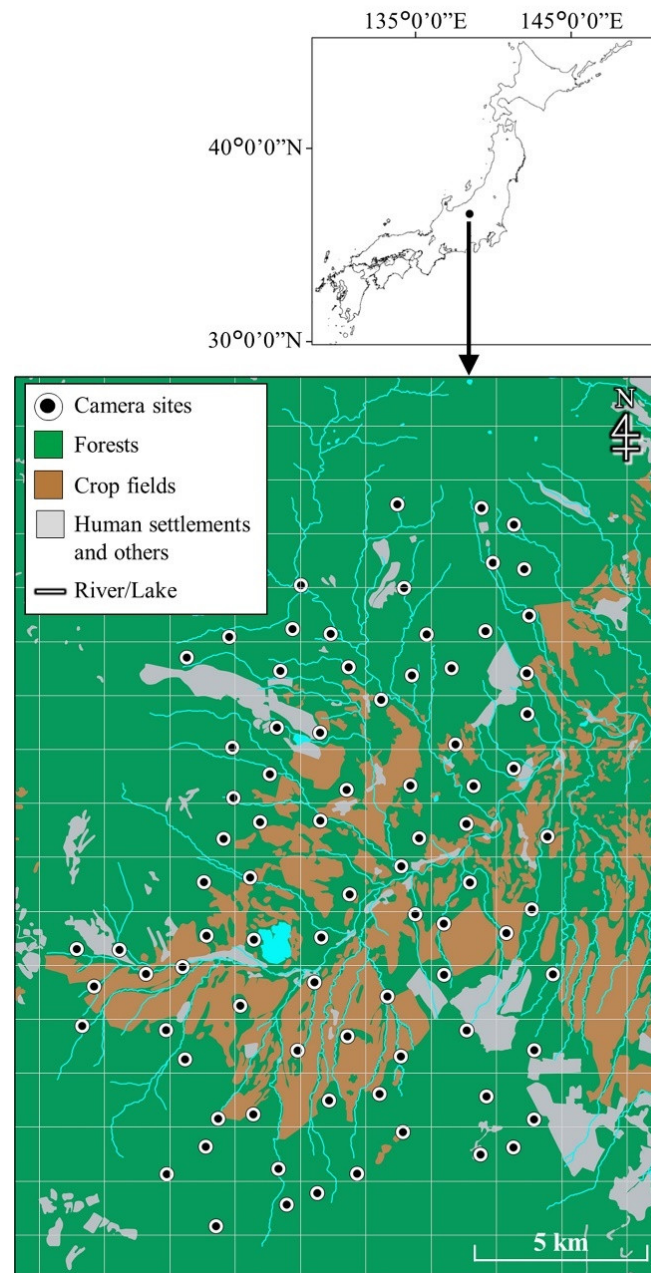 135°0’0”E
145°0’0”E
40°0’0”N
30°0’0”N
Camera sites
Forests
Crop fields
Human settlements
and others
River/Lake
N
5 km